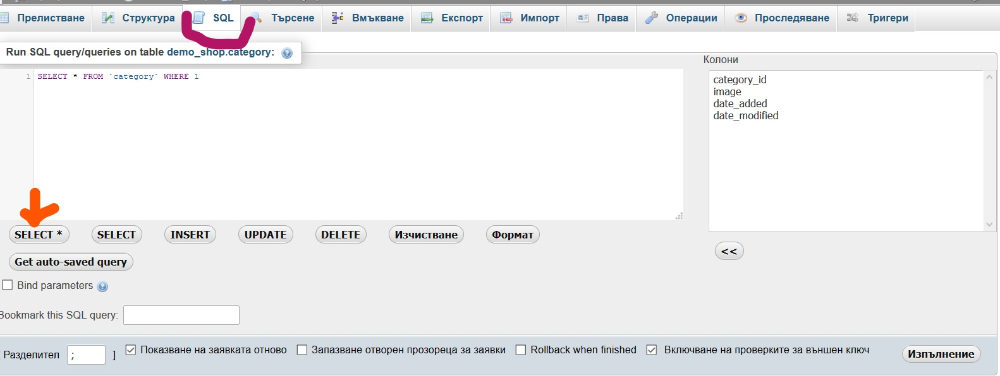 Прелистване Структура SQL Търсене Вмъкване Експорт Импорт Права Операции Проследяване Тригери
Run SQL query/queries on table demo_shop.category:
1 SELECT * FROM `category` WHERE 1
Колони
category_id
image
date_added
date_modified
SELECT * SELECT INSERT UPDATE DELETE Изчистване Формат
<<
Get auto-saved query
Bind parameters
Bookmark this SQL query:
[ Разделител ; ] Показване на заявката отново Запазване отворен прозореца за заявки Rollback when finished Включване на проверките за външен ключ Изпълнение